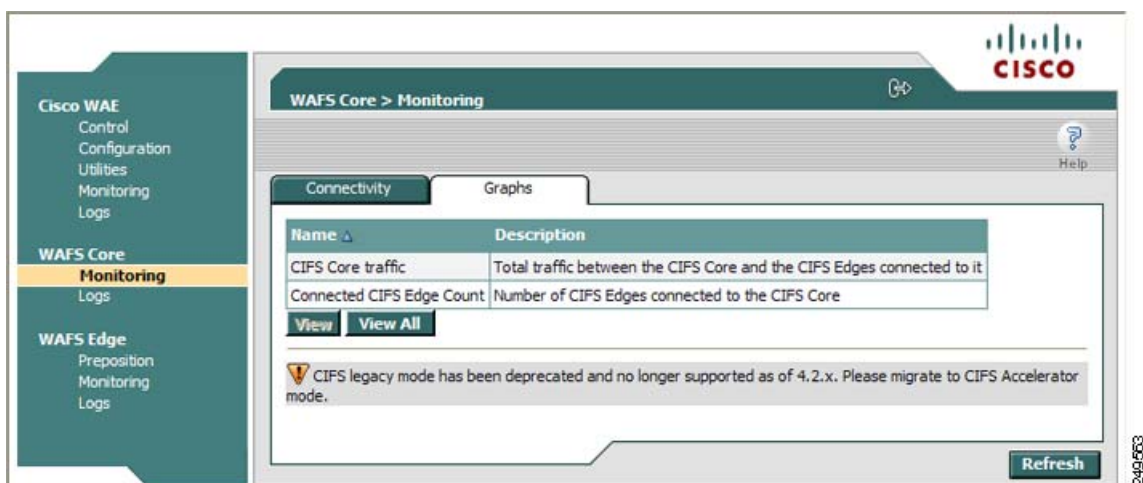 CISCO
Cisco WAE
Control
Configuration
Utilities
Monitoring
Logs
WAFS Core
Monitoring
Logs
WAFS Edge
Preposition
Monitoring
Logs
WAFS Core > Monitoring
Help
Connectivity
Graphs
Name Description
CIFS Core traffic Total traffic between the CIFS Core and the CIFS Edges connected to it
Connected CIFS Edge Count Number of CIFS Edges connected to the CIFS Core
View View All
CIFS legacy mode has been deprecated and no longer supported as of 4.2.x. Please migrate to CIFS Accelerator
mode.
Refresh
249563